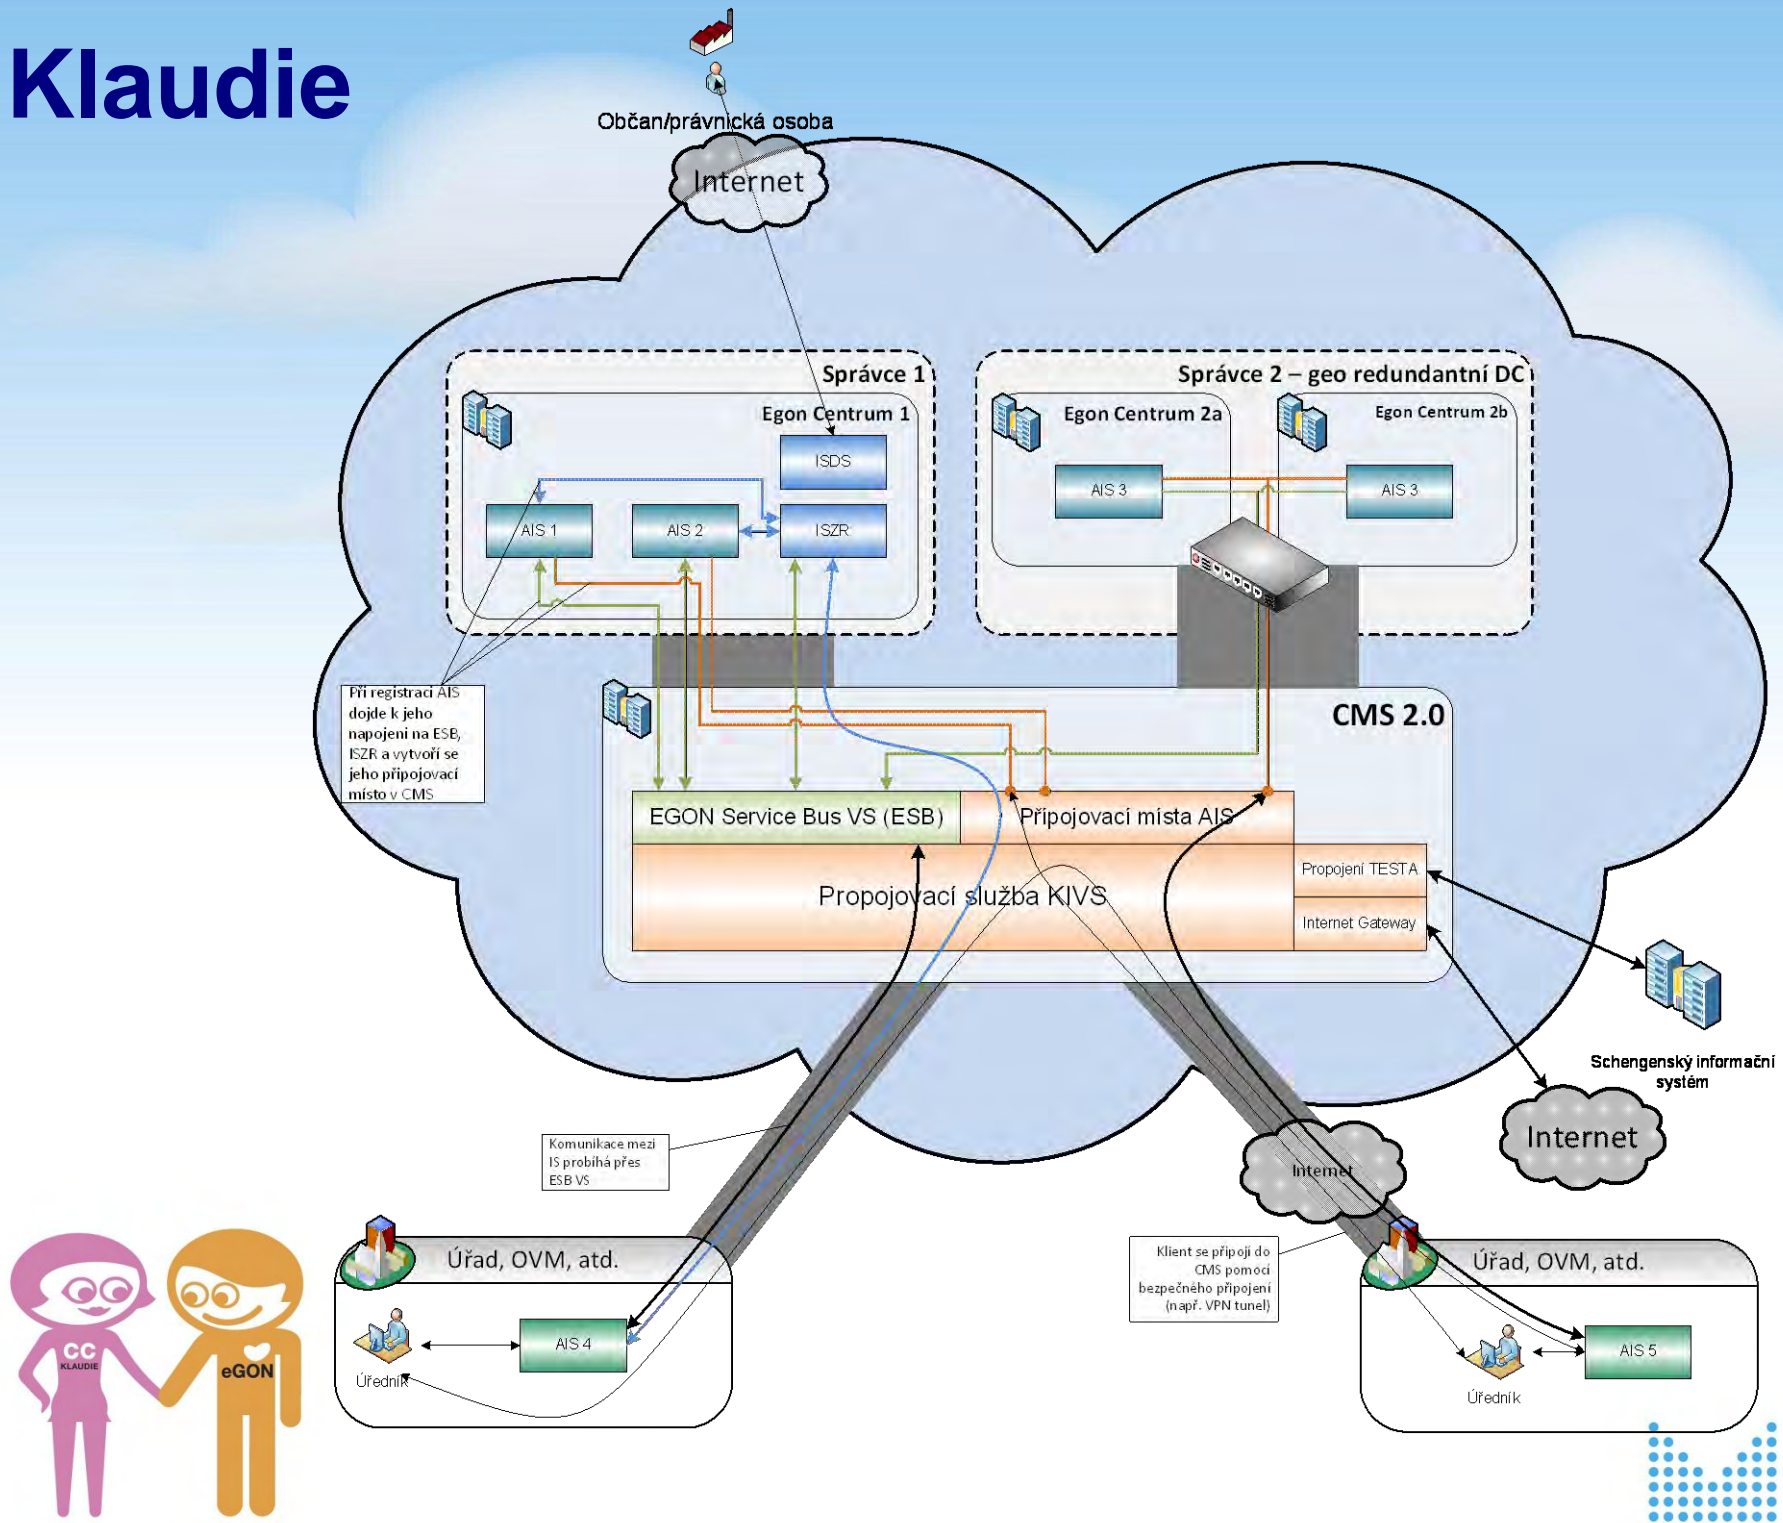 Klaudie
Občan/právnická osoba
Internet
Správce 1
Egon Centrum 1
ISDS
AIS 1
AIS 2
ISZR
Správce 2 – geo redundantní DC
Egon Centrum 2a
Egon Centrum 2b
AIS 3
AIS 3
Při registraci AIS
dojde k jeho
napojeni na ESB,
ISZR a vytvoří se
jeho připojovací
místo v CMS
CMS 2.0
EGON Service Bus VS (ESB)
Připojovací místa AIS
Propojovací služba KIVS
Propojení TESTA
Internet Gateway
Schengenský informační
systém
Internet
Komunikace mezi
IS probíhá přes
ESB VS
Internet
Klient se připojí do
CMS pomocí
bezpečného připojení
(např. VPN tunel)
Úřad, OVM, atd.
AIS 4
Úředník
Úřad, OVM, atd.
AIS 5
Úředník
CC
KLAUDIE
eGON